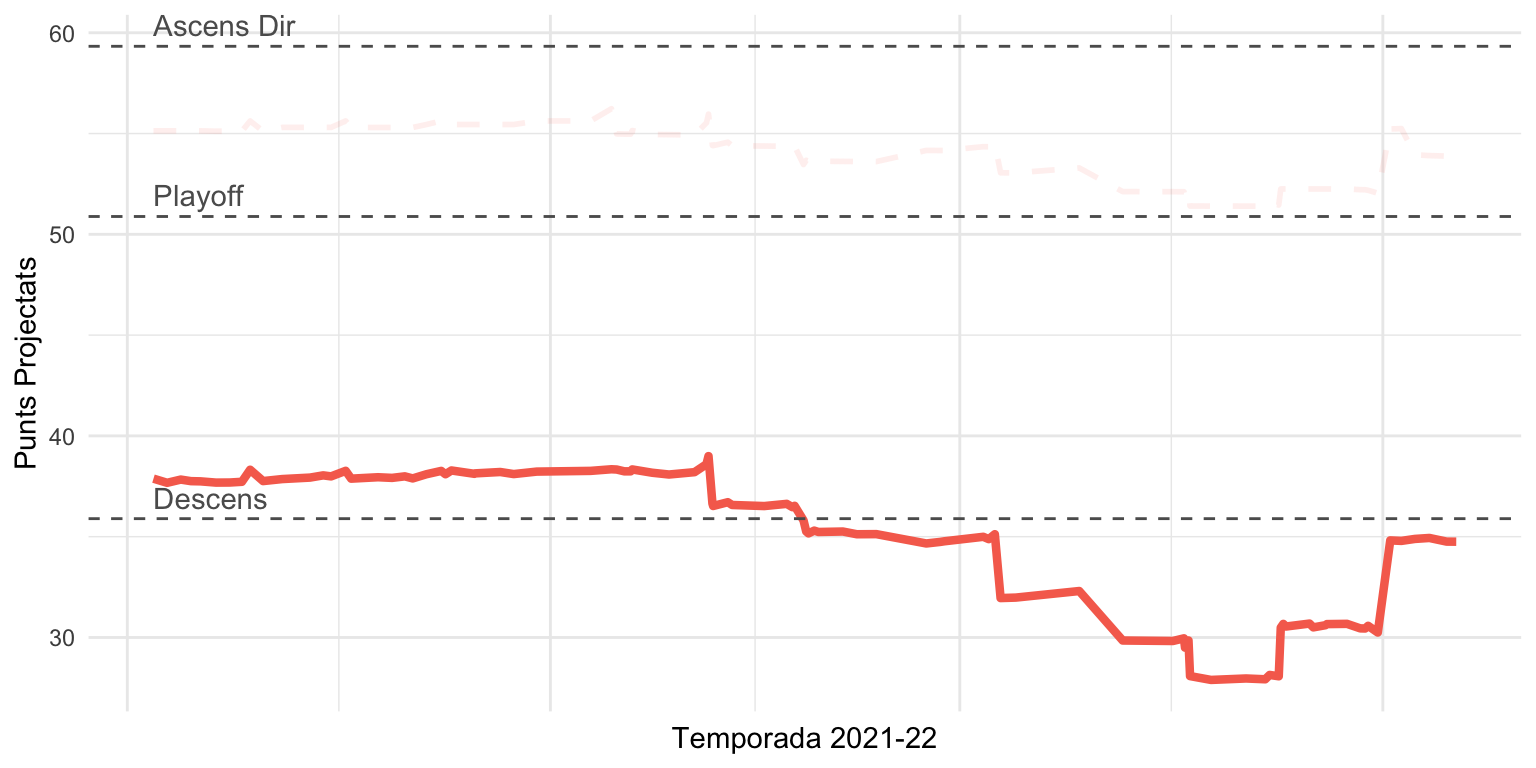 Ascens Dir
60
Playoff
50
40
Descens
30
Punts Projectats
Temporada 2021-22